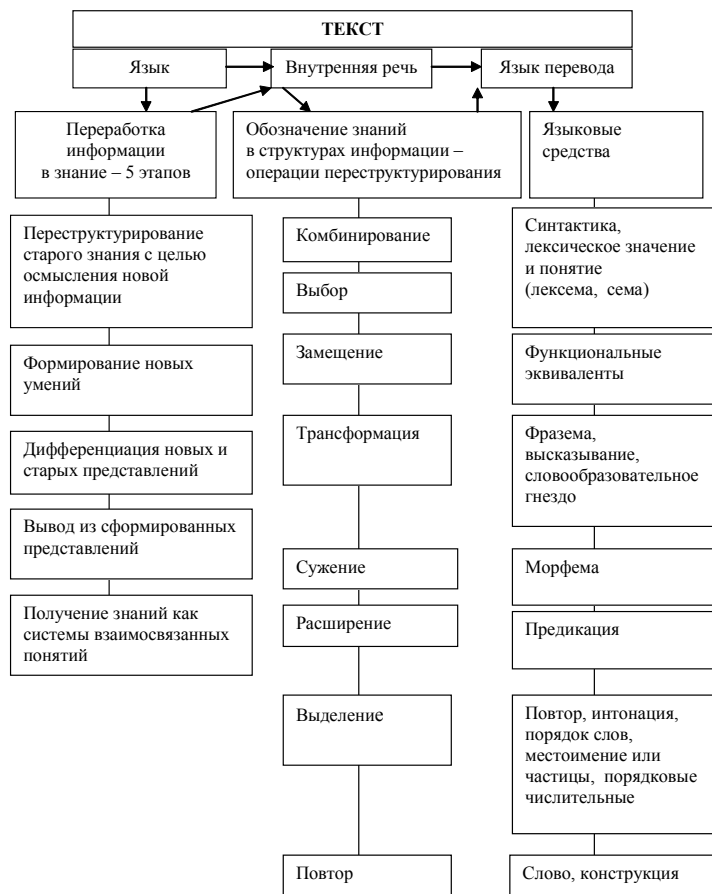 ТЕКСТ
Язык
Внутренняя речь
Язык перевода
Переработка
информации
в знание – 5 этапов
Обозначение знаний
в структурах информации –
операции переструктурирования
Языковые
средства
Переструктурирование
старого знания с целью
осмысления новой
информации
Формирование новых
умений
Дифференциация новых и
старых представлений
Вывод из сформированных
представлений
Получение знаний как
системы взаимосвязанных
понятий
Комбинирование
Выбор
Замещение
Трансформация
Сужение
Расширение
Выделение
Повтор
Синтактика,
лексическое значение
и понятие
(лексема, сема)
Функциональные
эквиваленты
Фразема,
высказывание,
словообразовательное
гнездо
Морфема
Предикация
Повтор, интонация,
порядок слов,
местоимение или
частицы, порядковые
числительные
Слово, конструкция